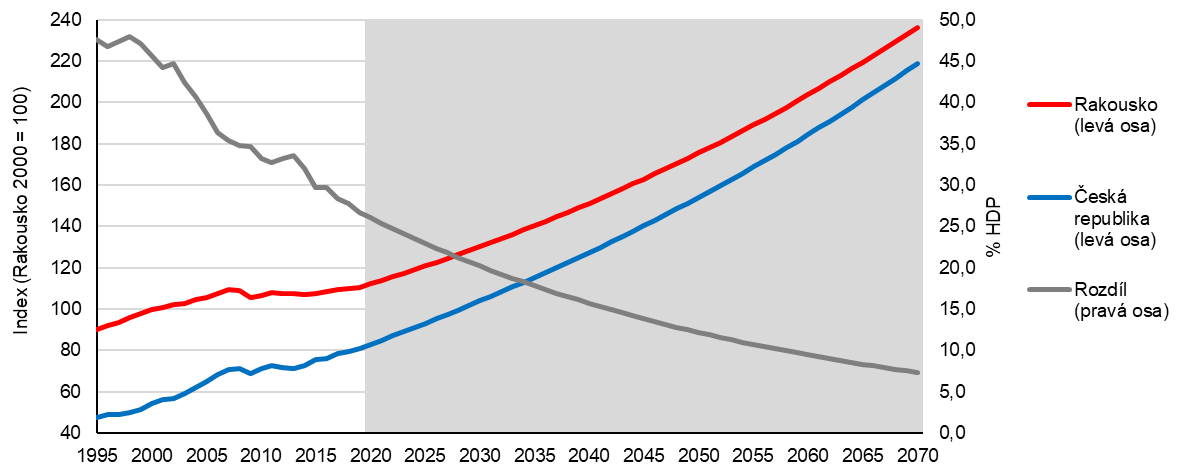 Index (Rakousko 2000 = 100)
240
220
200
180
160
140
120
100
80
60
40
50,0
45,0
40,0
35,0
30,0
25,0
20,0
15,0
10,0
5,0
0,0
% HDP
1995 2000 2005 2010 2015 2020 2025 2030 2035 2040 2045 2050 2055 2060 2065 2070
Rakousko
(levá osa)
Česká
republika
(levá osa)
Rozdíl
(pravá osa)